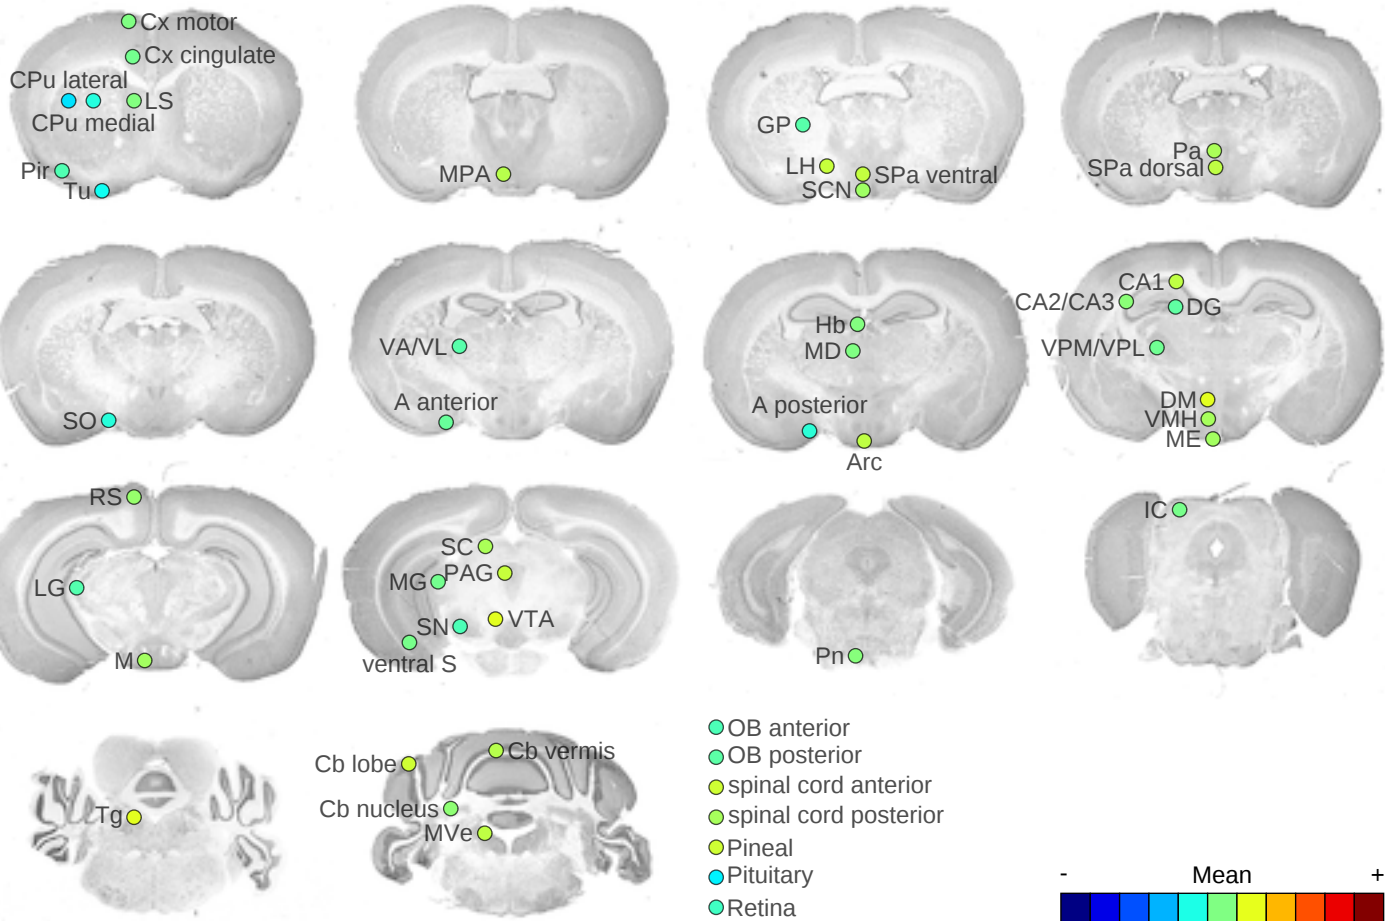 Cx motor
Cx cingulate
CPu lateral
LS
CPu medial
Pir
Tu
MPA
GP
LH
SPa ventral
SCN
Pa
SPa dorsal
SO
VA/VL
A anterior
Hb
MD
A posterior
Arc
CA1
CA2/CA3
DG
VPM/VPL
DM
VMH
ME
RS
LG
M
SC
MG
PAG
SN
VTA
ventral S
Pn
IC
Tg
Cb lobe
Cb vermis
Cb nucleus
MVe
OB anterior
OB posterior
spinal cord anterior
spinal cord posterior
Pineal
Pituitary
Retina
- Mean +